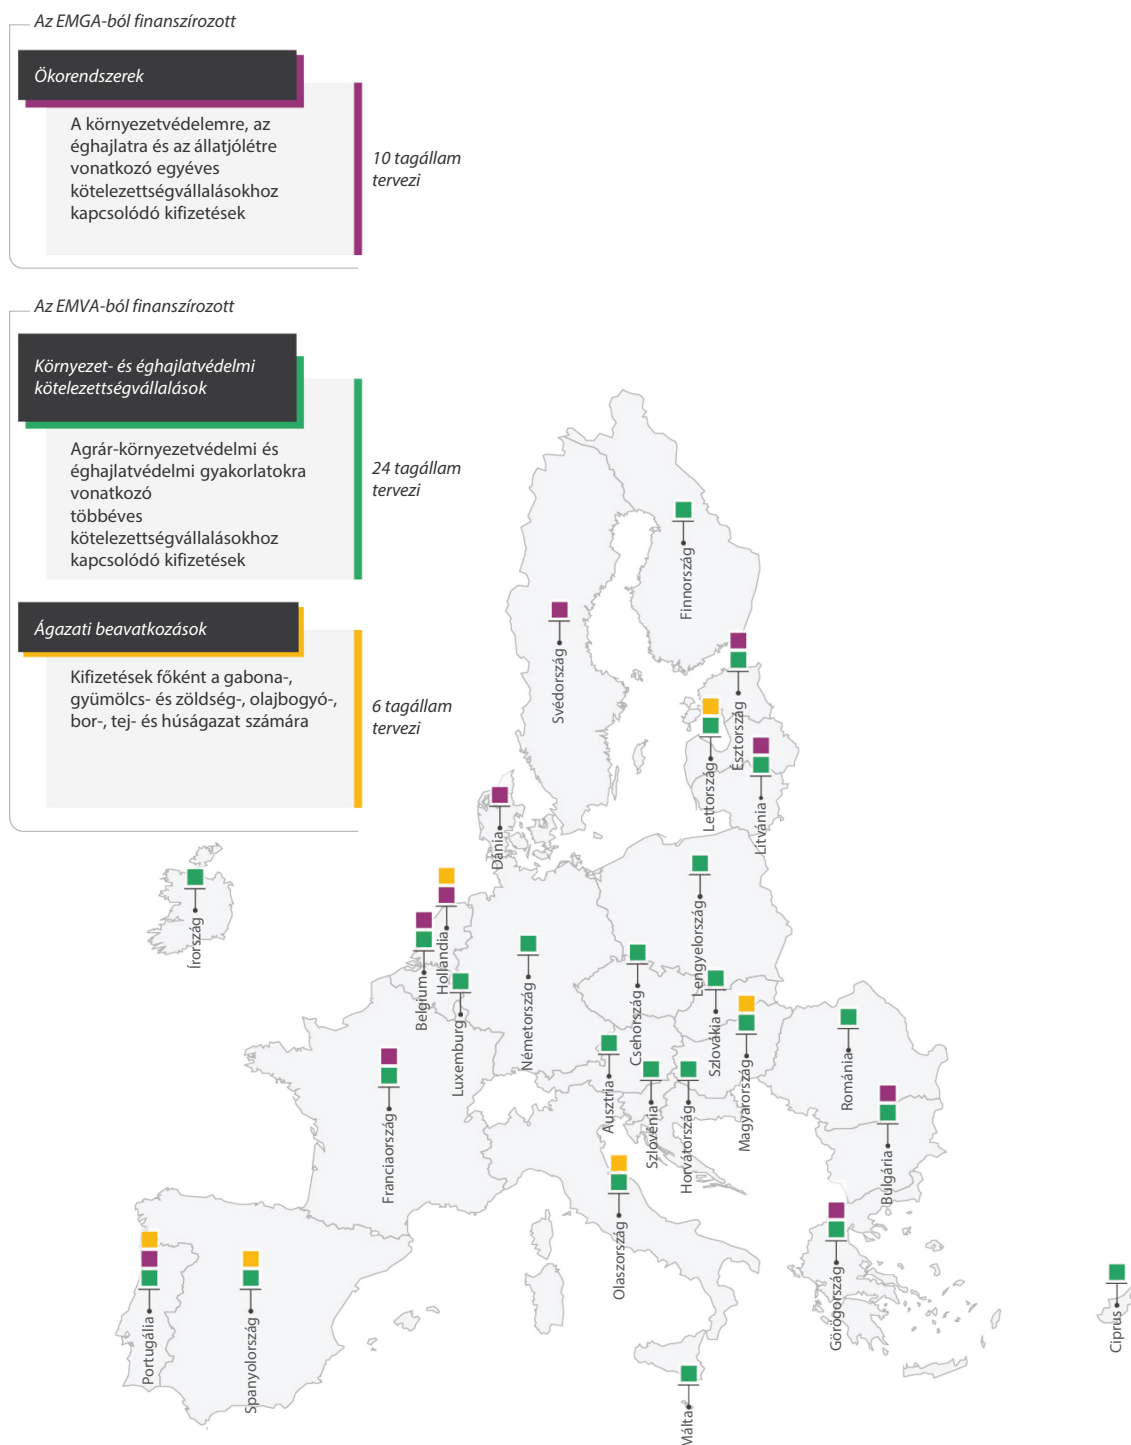 Az EMGA-ból finanszírozott
Ökorendszerek
A környezetvédelemre, az
éghajlatra és az állatjólétre
vonatkozó egyéves
kötelezettségvállalásokhoz
kapcsolódó kifizetések
10 tagállam
tervezi
Az EMVA-ból finanszírozott
Környezet- és éghajlatvédelmi
kötelezettségvállalások
Agrár-környezetvédelmi és
éghajlatvédelmi gyakorlatokra
vonatkozó
többéves
kötelezettségvállalásokhoz
kapcsolódó kifizetések
24 tagállam
tervezi
Ágazati beavatkozások
Kifizetések főként a gabona-,
gyümölcs- és zöldség-, olajbogyó-,
bor-, tej- és húságazat számára
6 tagállam
tervezi
Finnország
Svédország
Észtország
Lettország
Litvánia
Dánia
Írország
Hollandia
Belgium
Luxemburg
Németország
Lengyelország
Csehország
Szlovákia
Magyarország
Ausztria
Szlovénia
Horvátország
Románia
Bulgária
Franciaország
Olaszország
Görögország
Portugália
Spanyolország
Málta
Ciprus